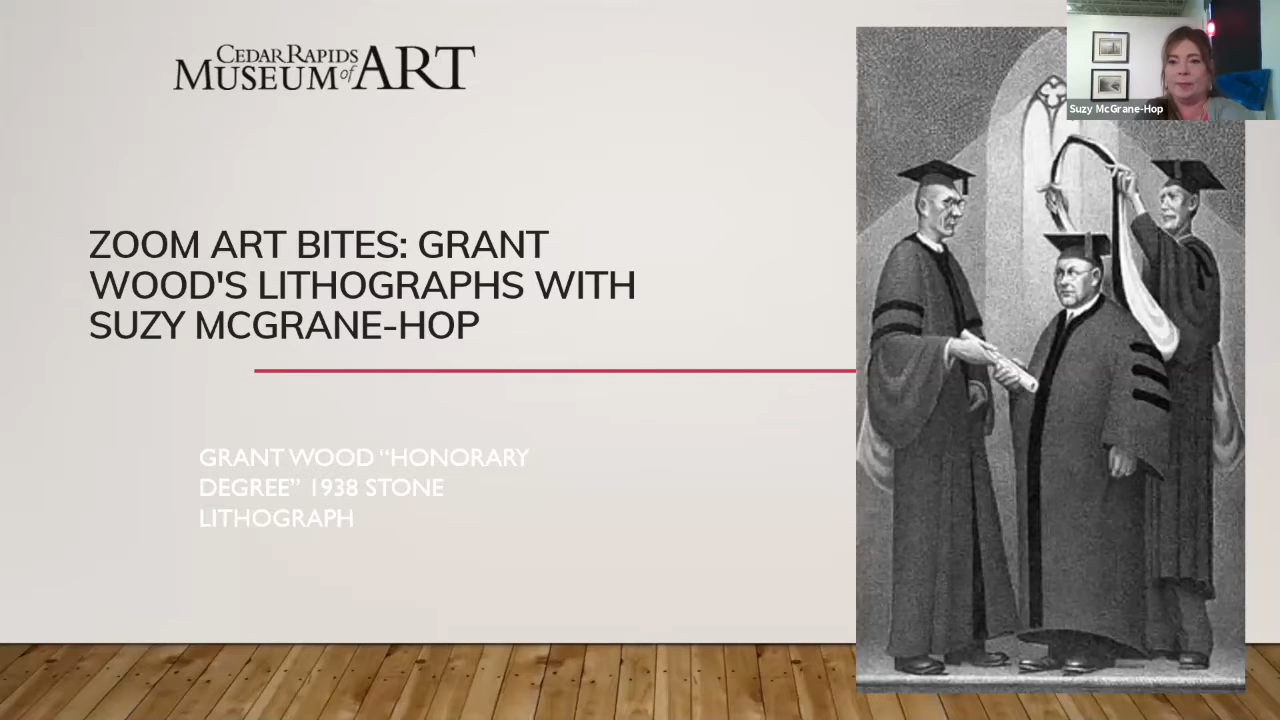 CEDAR RAPIDS
MUSEUM of ART
Suzy McGrane-Hop
ZOOM ART BITES: GRANT
WOOD'S LITHOGRAPHS WITH
SUZY MCGRANE-HOP
GRANT WOOD “HONORARY
DEGREE” 1938 STONE
LITHOGRAPH